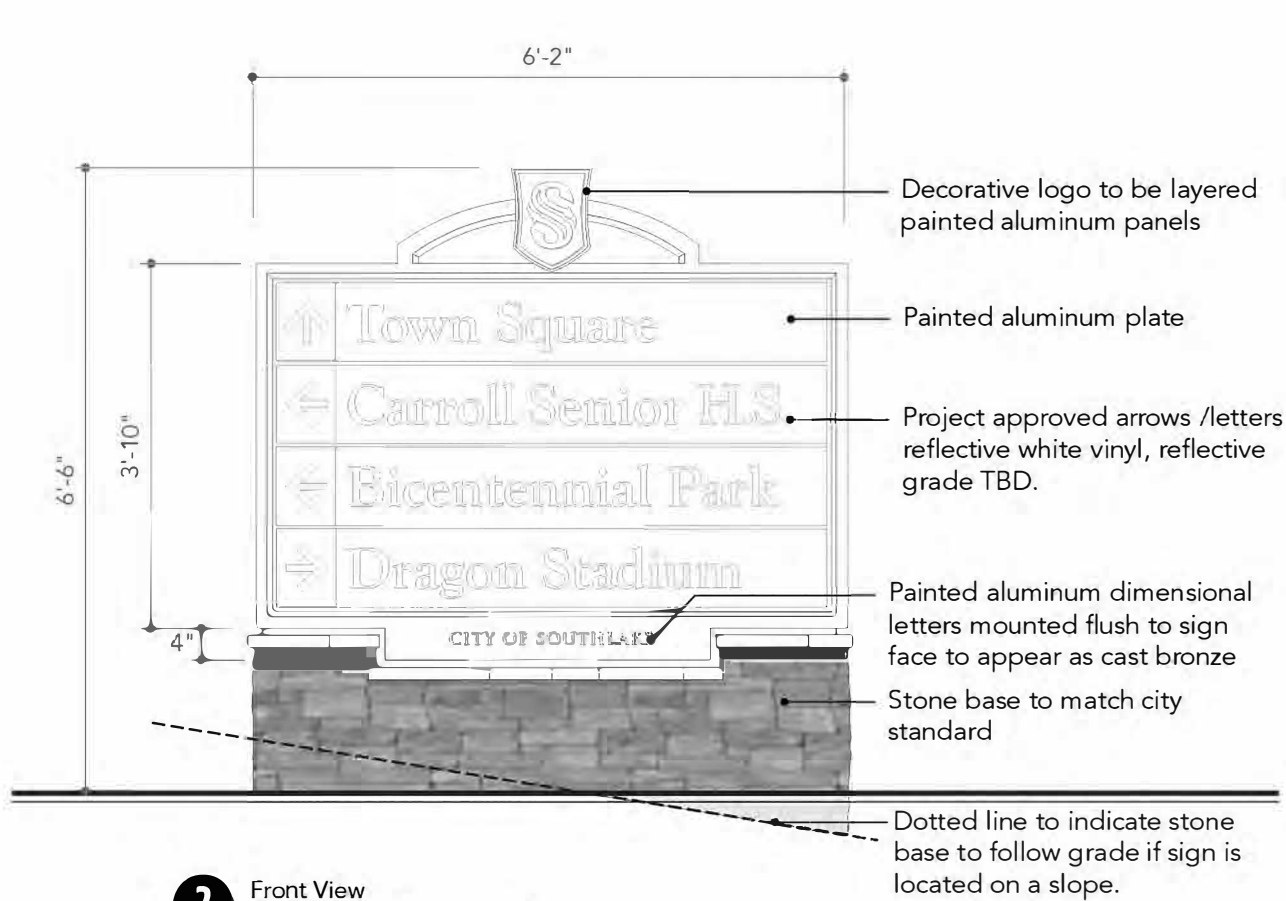 6'-2"
S
Decorative logo to be layered
painted aluminum panels
Town Square
Painted aluminum plate
Carroll Senior H.S.
Project approved arrows /letters
reflective white vinyl, reflective
grade TBD.
3'-10"
6'-6"
Bicentennial Park
Dragon Stadium
Painted aluminum dimensional
letters mounted flush to sign
face to appear as cast bronze
4"
CITY OF SOUTHLAKE
Stone base to match city
standard
Dotted line to indicate stone
base to follow grade if sign is
located on a slope.
2
Front View